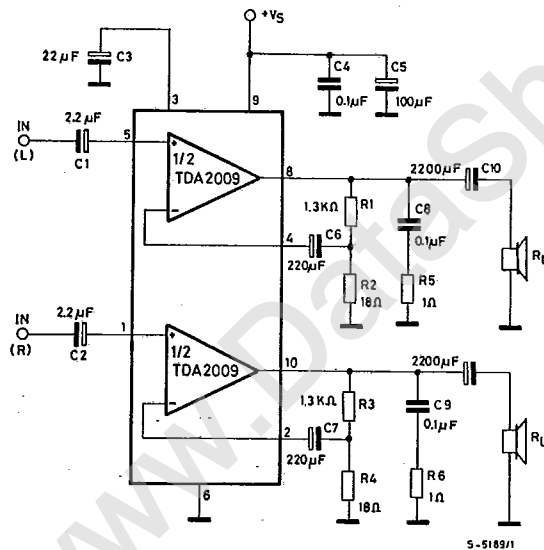 +VS
22µF
C3
C4
0.1µF
C5
100µF
3
9
IN
(L)
2.2µF
C1
5
+
1/2
TDA2009
−
8
4
C6
220µF
1.3KΩ
R1
R2
18Ω
C8
0.1µF
R5
1Ω
2200µF
C10
RL
IN
(R)
2.2µF
C2
1
+
1/2
TDA2009
−
10
2
C7
220µF
1.3KΩ
R3
R4
18Ω
C9
0.1µF
R6
1Ω
2200µF
RL
6
S-5189/1
www.DataSh